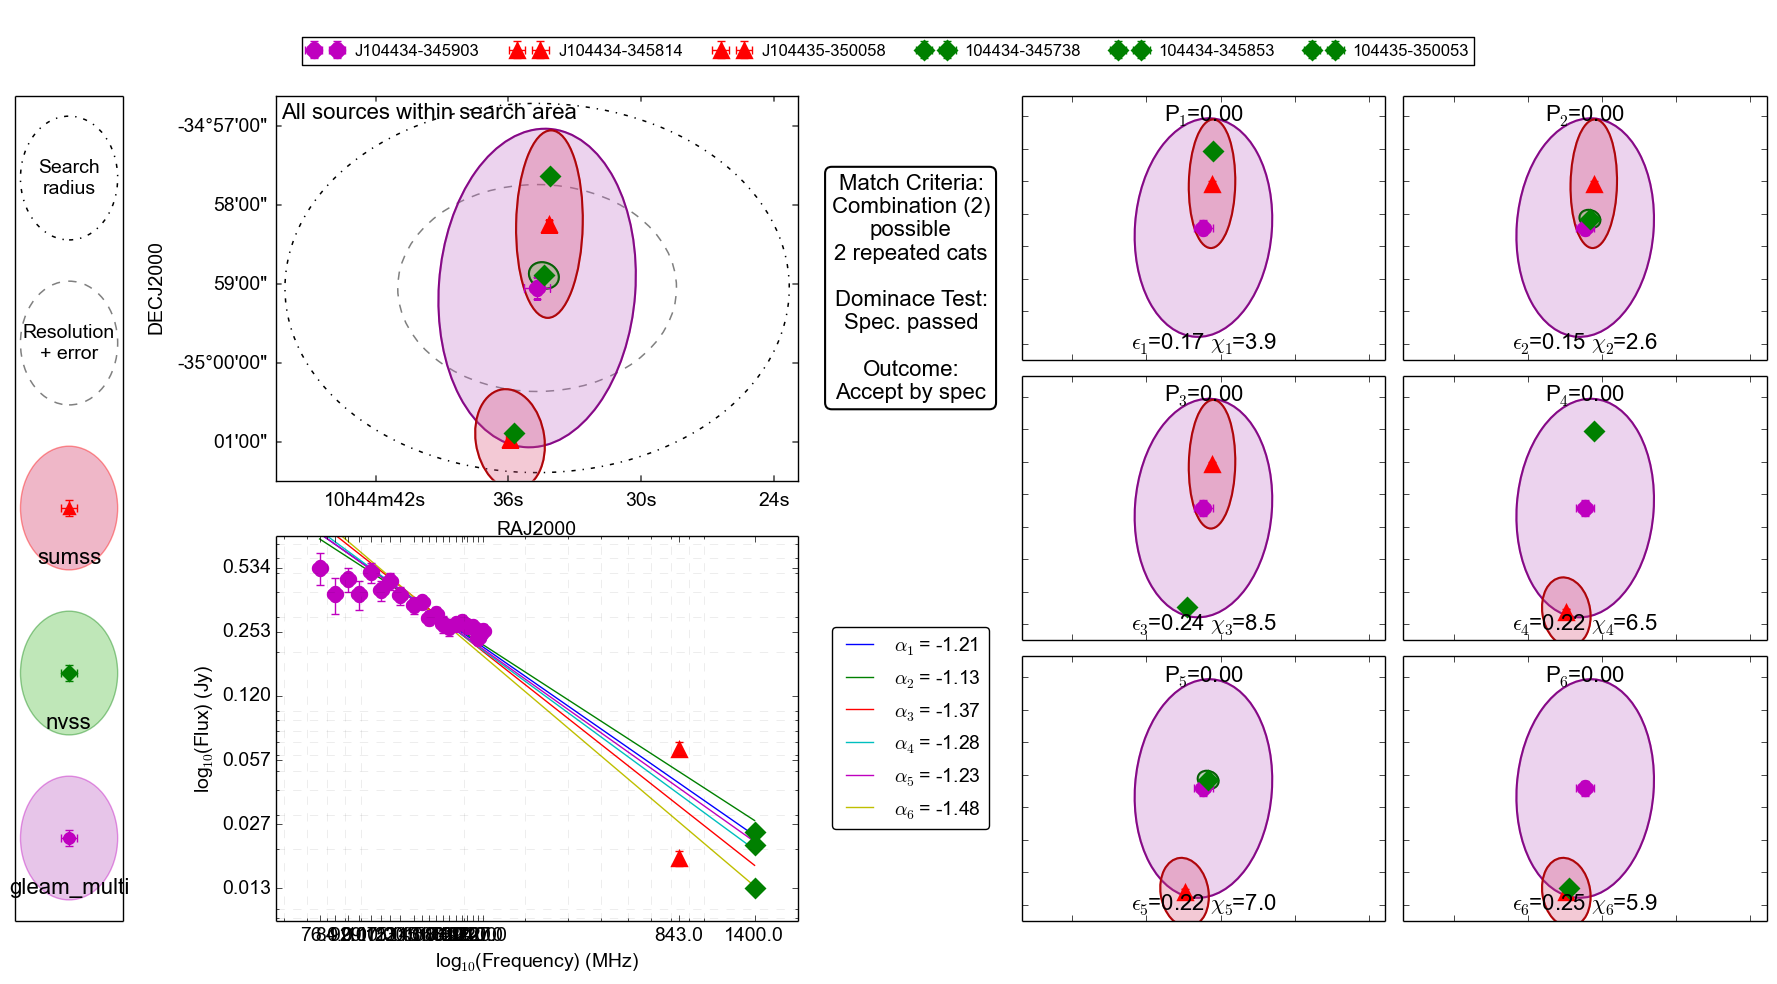 J104434-345903 J104434-345814 J104435-350058 104434-345738 104434-345853 104435-350053
Search
radius
Resolution
+ error
sumss
nvss
gleam_multi
All sources within search area
-34°57'00"
58'00"
59'00"
-35°00'00"
01'00"
DECJ2000
10h44m42s 36s 30s 24s
RAJ2000
Match Criteria:
Combination (2)
possible
2 repeated cats
Dominace Test:
Spec. passed
Outcome:
Accept by spec
0.534
0.253
0.120
0.057
0.027
0.013
log₁₀(Flux) (Jy)
843.0 1400.0
log₁₀(Frequency) (MHz)
α₁ = -1.21
α₂ = -1.13
α₃ = -1.37
α₄ = -1.28
α₅ = -1.23
α₆ = -1.48
P₁=0.00
ϵ₁=0.17 χ₁=3.9
P₂=0.00
ϵ₂=0.15 χ₂=2.6
P₃=0.00
ϵ₃=0.24 χ₃=8.5
P₄=0.00
ϵ₄=0.22 χ₄=6.5
P₅=0.00
ϵ₅=0.22 χ₅=7.0
P₆=0.00
ϵ₆=0.25 χ₆=5.9